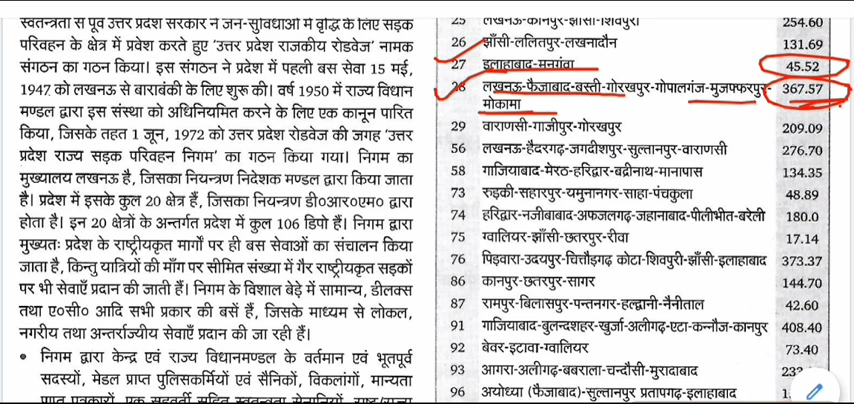 स्वतन्त्रता से पूर्व उत्तर प्रदेश सरकार ने जन-सुविधाओं में वृद्धि के लिए सड़क
परिवहन के क्षेत्र में प्रवेश करते हुए 'उत्तर प्रदेश राजकीय रोडवेज' नामक
संगठन का गठन किया। इस संगठन ने प्रदेश में पहली बस सेवा 15 मई,
1947 को लखनऊ से बाराबंकी के लिए शुरू की। वर्ष 1950 में राज्य विधान
मण्डल द्वारा इस संस्था को अधिनियमित करने के लिए एक कानून पारित
किया, जिसके तहत 1 जून, 1972 को उत्तर प्रदेश रोडवेज की जगह 'उत्तर
प्रदेश राज्य सड़क परिवहन निगम' का गठन किया गया। निगम का
मुख्यालय लखनऊ है, जिसका नियन्त्रण निदेशक मण्डल द्वारा किया जाता
है। प्रदेश में इसके कुल 20 क्षेत्र हैं, जिसका नियन्त्रण डी०आर०एम० द्वारा
होता है। इन 20 क्षेत्रों के अन्तर्गत प्रदेश में कुल 106 डिपो हैं। निगम द्वारा
मुख्यतः प्रदेश के राष्ट्रीयकृत मार्गों पर ही बस सेवाओं का संचालन किया
जाता है, किन्तु यात्रियों की माँग पर सीमित संख्या में गैर राष्ट्रीयकृत सड़कों
पर भी सेवाएँ प्रदान की जाती हैं। निगम के विशाल बेड़े में सामान्य, डीलक्स
तथा ए०सी० आदि सभी प्रकार की बसें हैं, जिसके माध्यम से लोकल,
नगरीय तथा अन्तर्राज्यीय सेवाएँ प्रदान की जा रही हैं।
• निगम द्वारा केन्द्र एवं राज्य विधानमण्डल के वर्तमान एवं भूतपूर्व
सदस्यों, मेडल प्राप्त पुलिसकर्मियों एवं सैनिकों, विकलांगों, मान्यता
प्राप्त पत्रकारों, एक सहवर्ती सहित स्वतन्त्रता सेनानियों, राष्ट्र/राज्य
25 लखनऊ-कानपुर-झाँसी-शिवपुरी 254.60
26 झाँसी-ललितपुर-लखनादौन 131.69
27 इलाहाबाद-मनगंवा 45.52
28 लखनऊ-फैजाबाद-बस्ती-गोरखपुर-गोपालगंज-मुजफ्फरपुर- 367.57
मोकामा
29 वाराणसी-गाजीपुर-गोरखपुर 209.09
56 लखनऊ-हैदरगढ़-जगदीशपुर-सुल्तानपुर-वाराणसी 276.70
58 गाजियाबाद-मेरठ-हरिद्वार-बद्रीनाथ-मानापास 134.35
73 रुड़की-सहारपुर-यमुनानगर-साहा-पंचकुला 48.89
74 हरिद्वार-नजीबाबाद-अफजलगढ़-जहानाबाद-पीलीभीत-बरेली 180.0
75 ग्वालियर-झाँसी-छतरपुर-रीवा 17.14
76 पिड़वारा-उदयपुर-चित्तौड़गढ़ कोटा-शिवपुरी-झाँसी-इलाहाबाद 373.37
86 कानपुर-छतरपुर-सागर 144.70
87 रामपुर-बिलासपुर-पन्तनगर-हल्द्वानी-नैनीताल 42.60
91 गाजियाबाद-बुलन्दशहर-खुर्जा-अलीगढ़-एटा-कन्नौज-कानपुर 408.40
92 बेवर-इटावा-ग्वालियर 73.40
93 आगरा-अलीगढ़-बबराला-चन्दौसी-मुरादाबाद
96 अयोध्या (फैजाबाद)-सुल्तानपुर प्रतापगढ़-इलाहाबाद